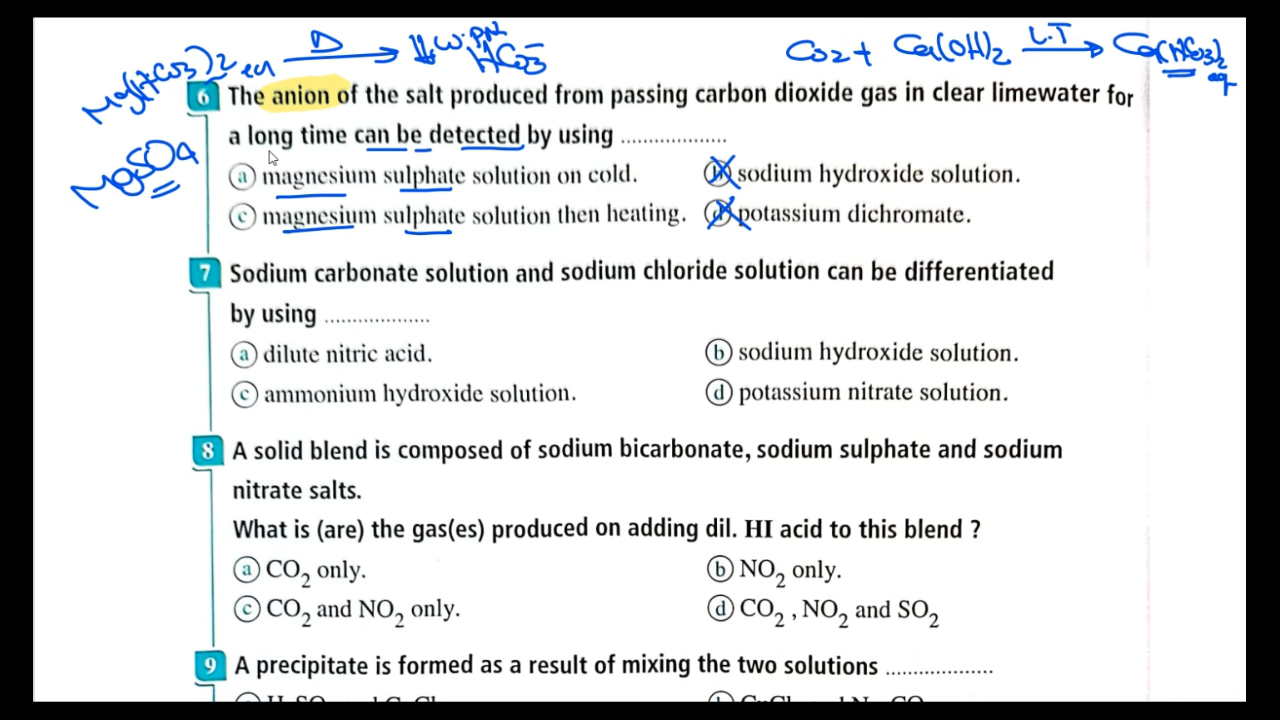 Mg(HCO3)2 aq —Δ→ ↓ w.ppt
HCO3⁻
CO2 + Ca(OH)2 —L.T→ Ca(HCO3)2 aq
6 The anion of the salt produced from passing carbon dioxide gas in clear limewater for
a long time can be detected by using ...................
MgSO4
a magnesium sulphate solution on cold.
b sodium hydroxide solution.
c magnesium sulphate solution then heating.
d potassium dichromate.
7 Sodium carbonate solution and sodium chloride solution can be differentiated
by using ...................
a dilute nitric acid.
b sodium hydroxide solution.
c ammonium hydroxide solution.
d potassium nitrate solution.
8 A solid blend is composed of sodium bicarbonate, sodium sulphate and sodium
nitrate salts.
What is (are) the gas(es) produced on adding dil. HI acid to this blend ?
a CO2 only.
b NO2 only.
c CO2 and NO2 only.
d CO2 , NO2 and SO2
9 A precipitate is formed as a result of mixing the two solutions ...................